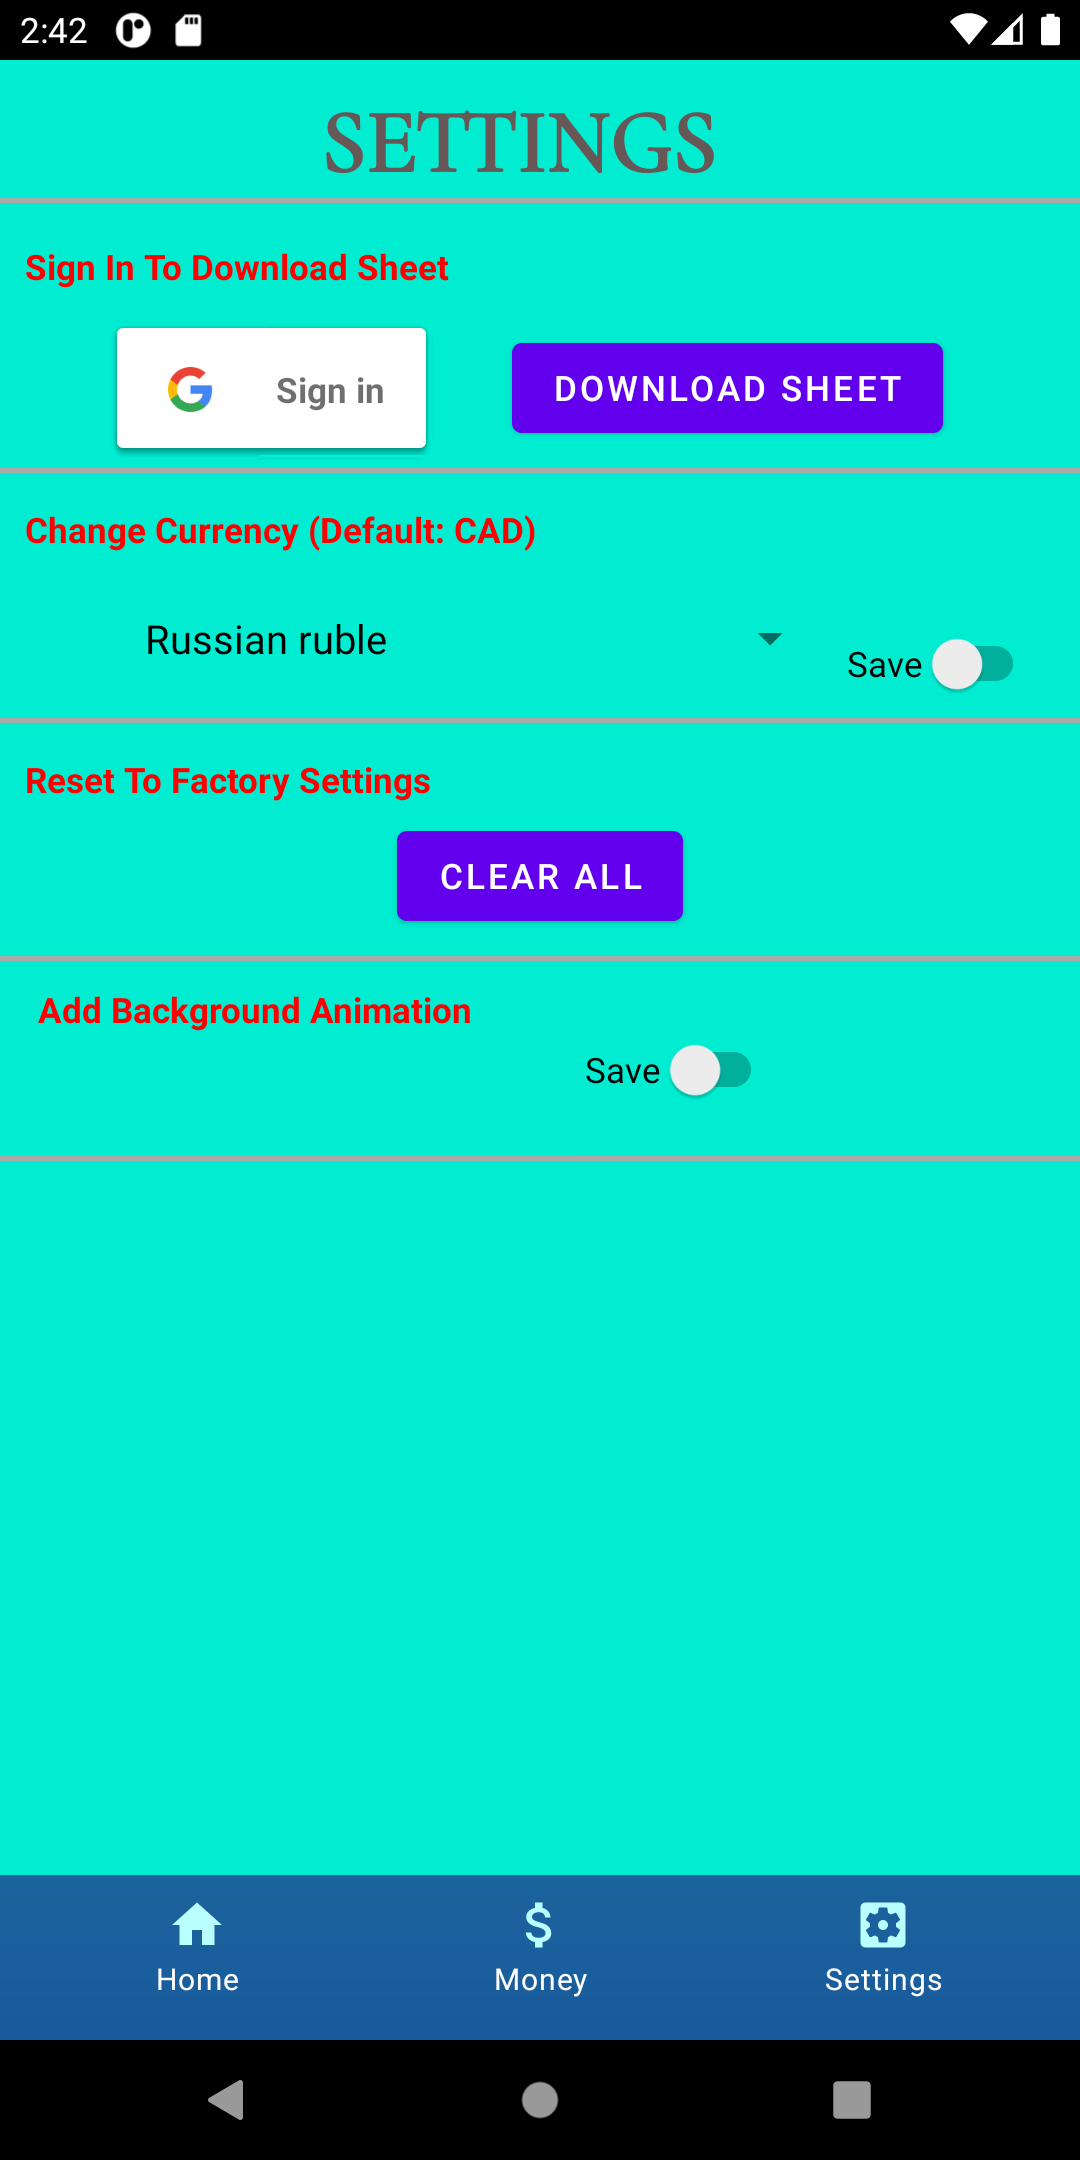 2:42
SETTINGS
Sign In To Download Sheet
Sign in
DOWNLOAD SHEET
Change Currency (Default: CAD)
Russian ruble
Save
Reset To Factory Settings
CLEAR ALL
Add Background Animation
Save
Home
Money
Settings